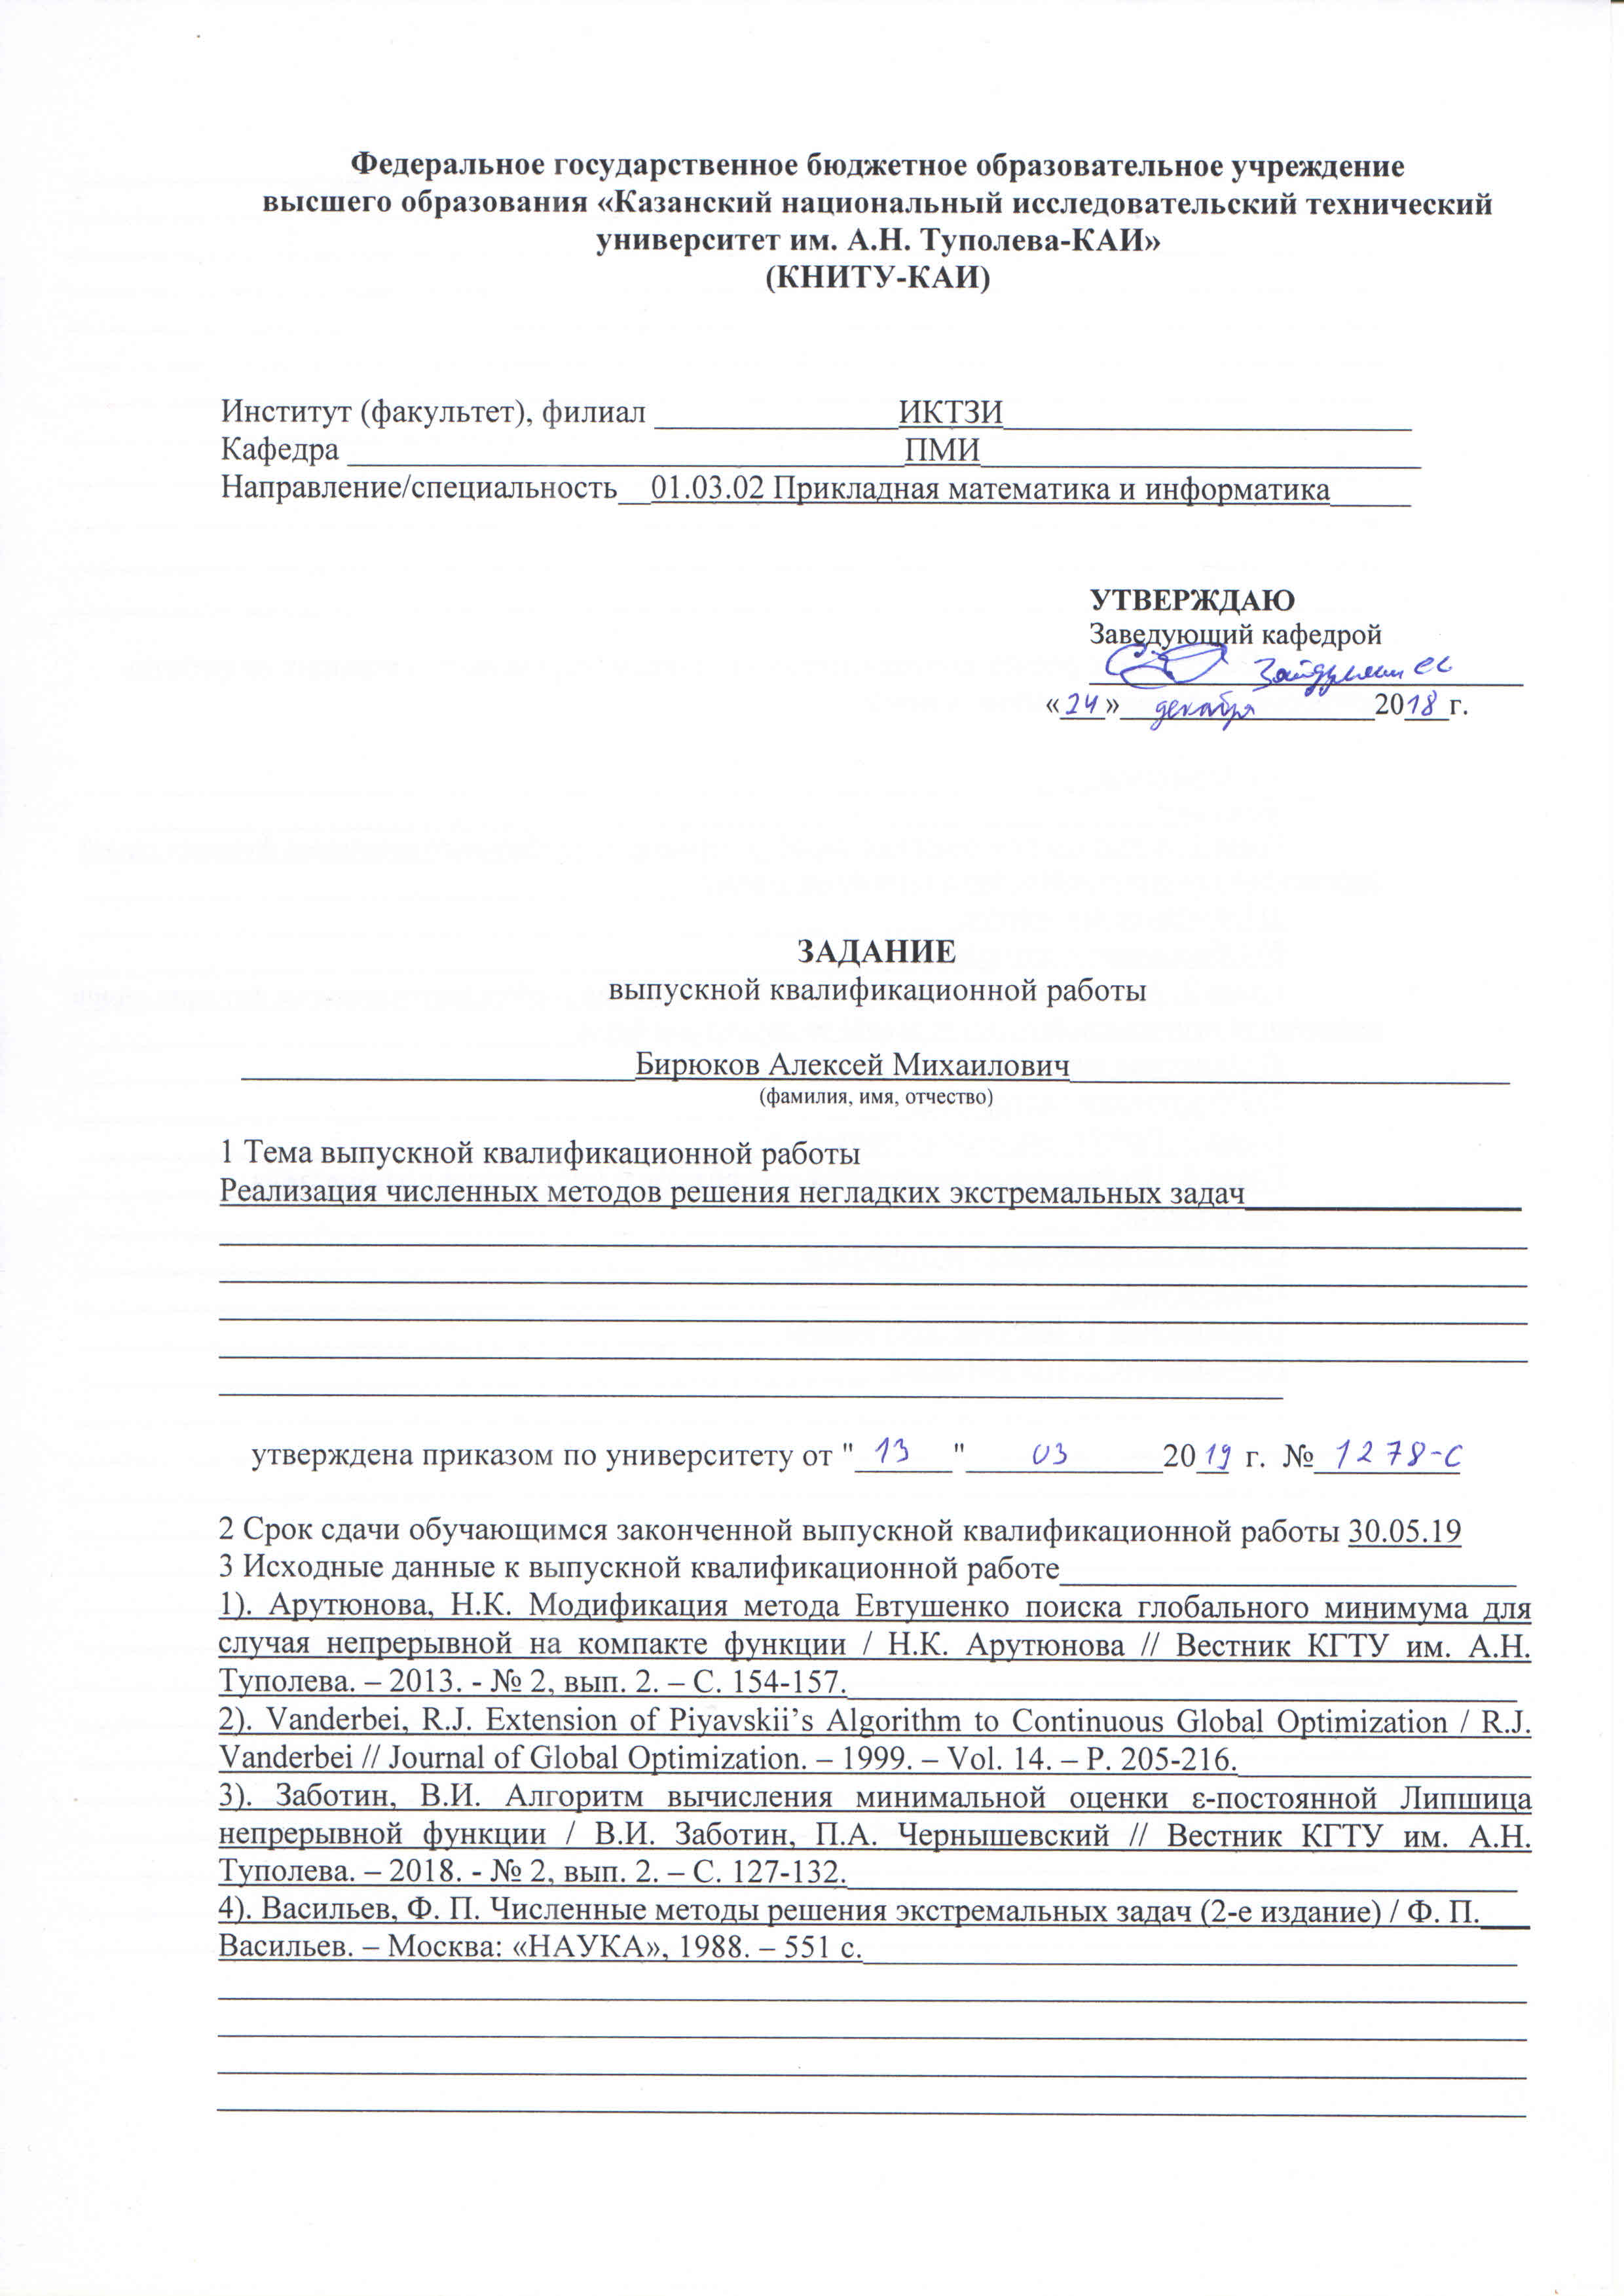 Федеральное государственное бюджетное образовательное учреждение
высшего образования «Казанский национальный исследовательский технический
университет им. А.Н. Туполева-КАИ»
(КНИТУ-КАИ)
Институт (факультет), филиал ИКТЗИ
Кафедра ПМИ
Направление/специальность 01.03.02 Прикладная математика и информатика
УТВЕРЖДАЮ
Заведующий кафедрой
«24» декабря 2018 г.
ЗАДАНИЕ
выпускной квалификационной работы
Бирюков Алексей Михаилович
(фамилия, имя, отчество)
1 Тема выпускной квалификационной работы
Реализация численных методов решения негладких экстремальных задач
утверждена приказом по университету от "13" 03 2019 г. № 1278-С
2 Срок сдачи обучающимся законченной выпускной квалификационной работы 30.05.19
3 Исходные данные к выпускной квалификационной работе
1). Арутюнова, Н.К. Модификация метода Евтушенко поиска глобального минимума для
случая непрерывной на компакте функции / Н.К. Арутюнова // Вестник КГТУ им. А.Н.
Туполева. – 2013. - № 2, вып. 2. – С. 154-157.
2). Vanderbei, R.J. Extension of Piyavskii’s Algorithm to Continuous Global Optimization / R.J.
Vanderbei // Journal of Global Optimization. – 1999. – Vol. 14. – P. 205-216.
3). Заботин, В.И. Алгоритм вычисления минимальной оценки ε-постоянной Липшица
непрерывной функции / В.И. Заботин, П.А. Чернышевский // Вестник КГТУ им. А.Н.
Туполева. – 2018. - № 2, вып. 2. – С. 127-132.
4). Васильев, Ф. П. Численные методы решения экстремальных задач (2-е издание) / Ф. П.
Васильев. – Москва: «НАУКА», 1988. – 551 с.